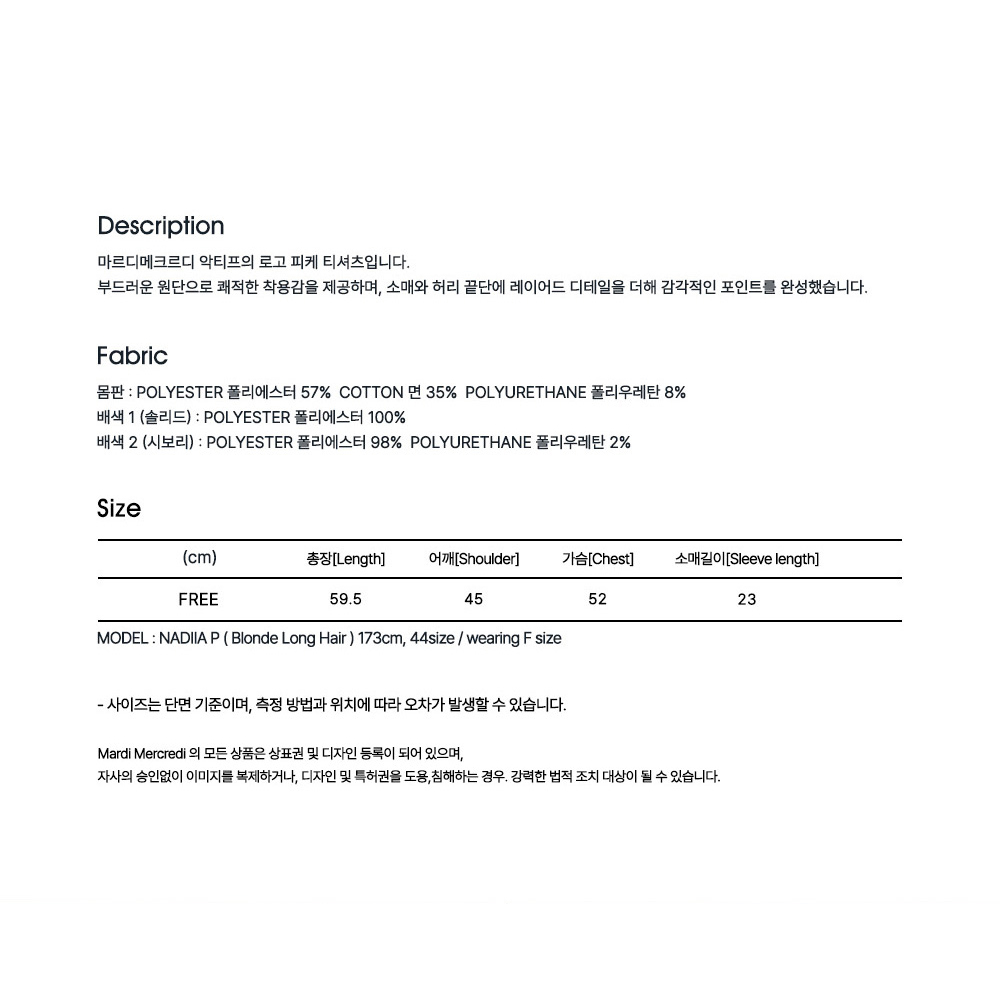 Description
마르디메크르디 악티프의 로고 피케 티셔츠입니다.
부드러운 원단으로 쾌적한 착용감을 제공하며, 소매와 허리 끝단에 레이어드 디테일을 더해 감각적인 포인트를 완성했습니다.
Fabric
몸판 : POLYESTER 폴리에스터 57% COTTON 면 35% POLYURETHANE 폴리우레탄 8%
배색 1 (솔리드) : POLYESTER 폴리에스터 100%
배색 2 (시보리) : POLYESTER 폴리에스터 98% POLYURETHANE 폴리우레탄 2%
Size
(cm) 총장[Length] 어깨[Shoulder] 가슴[Chest] 소매길이[Sleeve length]
FREE 59.5 45 52 23
MODEL : NADIIA P ( Blonde Long Hair ) 173cm, 44size / wearing F size
- 사이즈는 단면 기준이며, 측정 방법과 위치에 따라 오차가 발생할 수 있습니다.
Mardi Mercredi 의 모든 상품은 상표권 및 디자인 등록이 되어 있으며,
자사의 승인없이 이미지를 복제하거나, 디자인 및 특허권을 도용,침해하는 경우. 강력한 법적 조치 대상이 될 수 있습니다.